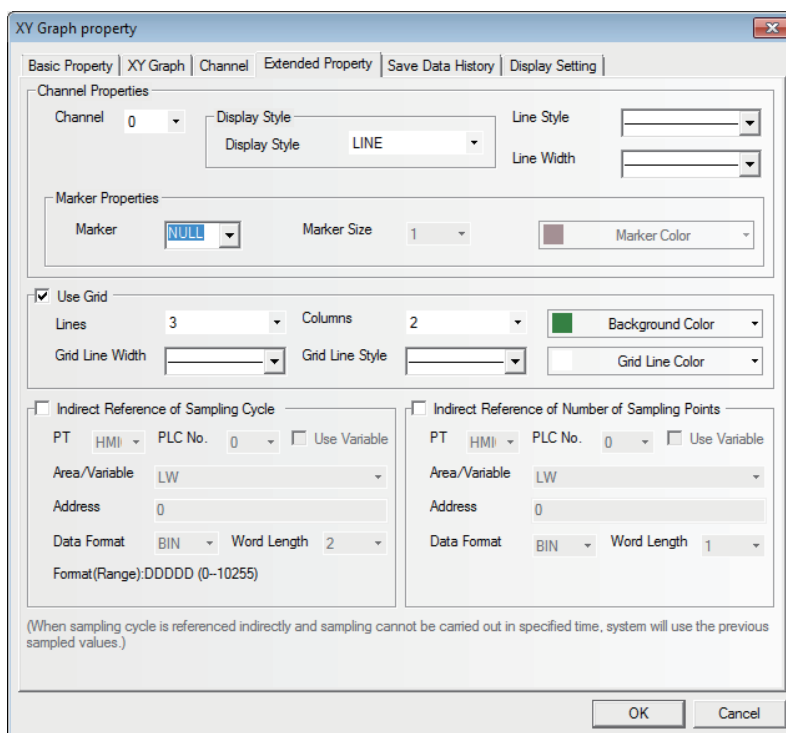 XY Graph property
Basic Property XY Graph Channel Extended Property Save Data History Display Setting
Channel Properties
Channel 0 Display Style Line Style
Display Style LINE
Line Width
Marker Properties
Marker NULL Marker Size 1 Marker Color
Use Grid
Lines 3 Columns 2 Background Color
Grid Line Width Grid Line Style Grid Line Color
Indirect Reference of Sampling Cycle Indirect Reference of Number of Sampling Points
PT HMI PLC No. 0 Use Variable PT HMI PLC No. 0 Use Variable
Area/Variable LW Area/Variable LW
Address 0 Address 0
Data Format BIN Word Length 2 Data Format BIN Word Length 1
Format(Range):DDDDD (0--10255)
(When sampling cycle is referenced indirectly and sampling cannot be carried out in specified time, system will use the previous
sampled values.)
OK Cancel